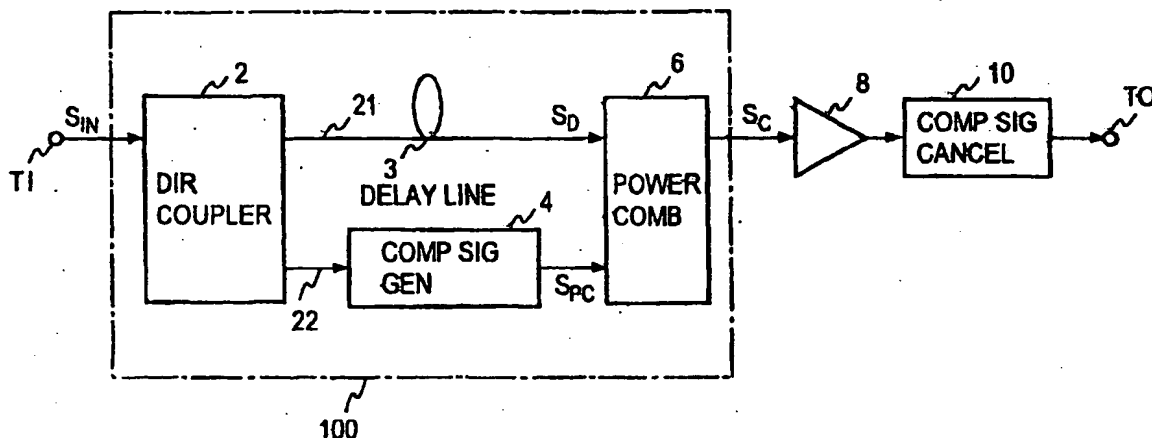 2
6
8
10
TO
S_IN
21
S_D
S_C
COMP SIG
CANCEL
TI
DIR
COUPLER
3
DELAY LINE
POWER
COMB
4
COMP SIG
GEN
S_PC
22
100